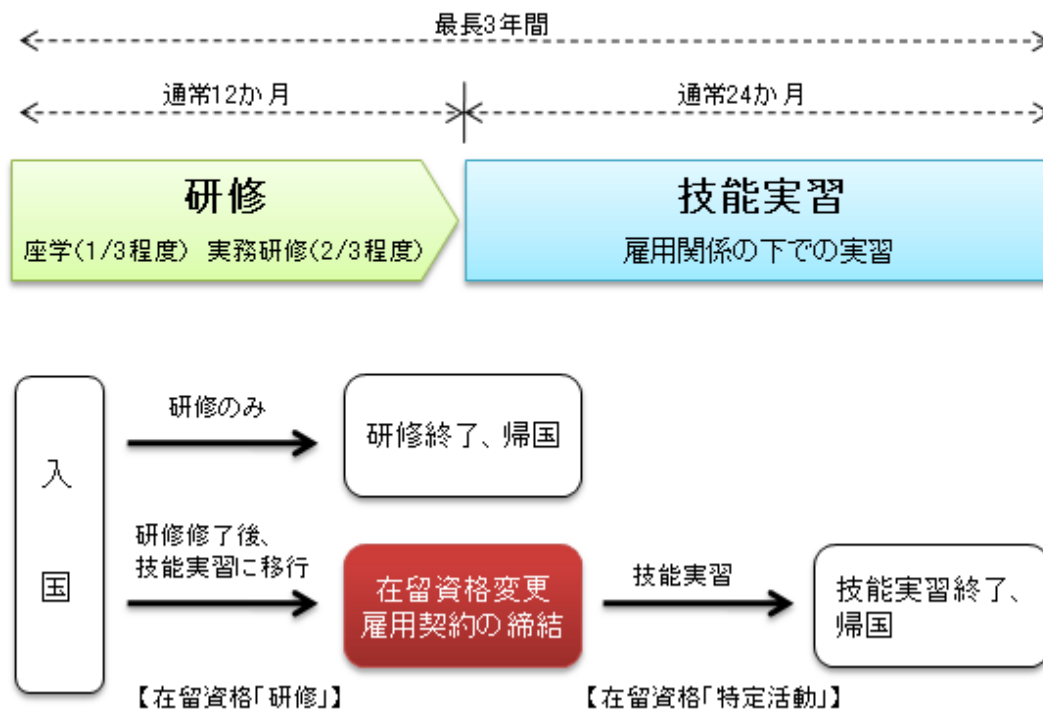 最長3年間
通常12か月
通常24か月
研修
座学(1/3程度) 実務研修(2/3程度)
技能実習
雇用関係の下での実習
入国
研修のみ
研修終了、帰国
研修修了後、
技能実習に移行
在留資格変更
雇用契約の締結
技能実習
技能実習終了、
帰国
【在留資格「研修」】
【在留資格「特定活動」】